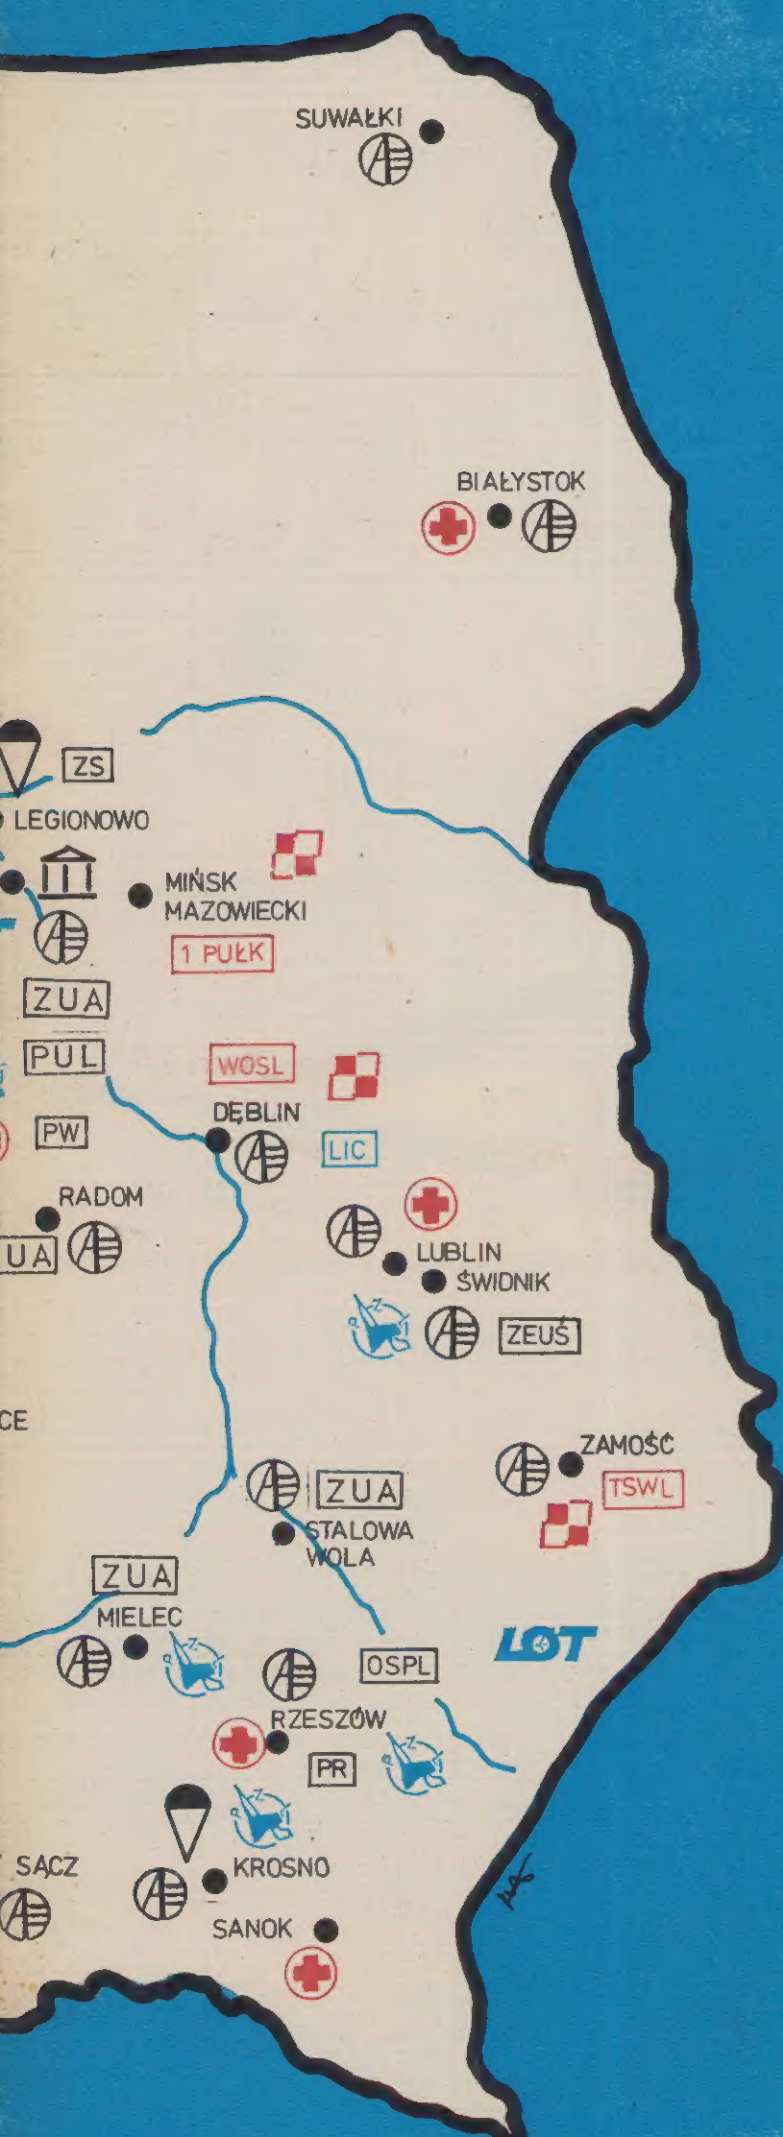 SUWAŁKI
BIAŁYSTOK
ZS
LEGIONOWO
MIŃSK
MAZOWIECKI
1 PUŁK
ZUA
PUL
WOSL
PW
DĘBLIN
LIC
RADOM
UA
LUBLIN
ŚWIDNIK
ZEUŚ
CE
ZAMOŚĆ
TSWL
ZUA
STALOWA
WOLA
ZUA
MIELEC
LOT
OSPL
RZESZÓW
PR
KROSNO
SĄCZ
SANOK